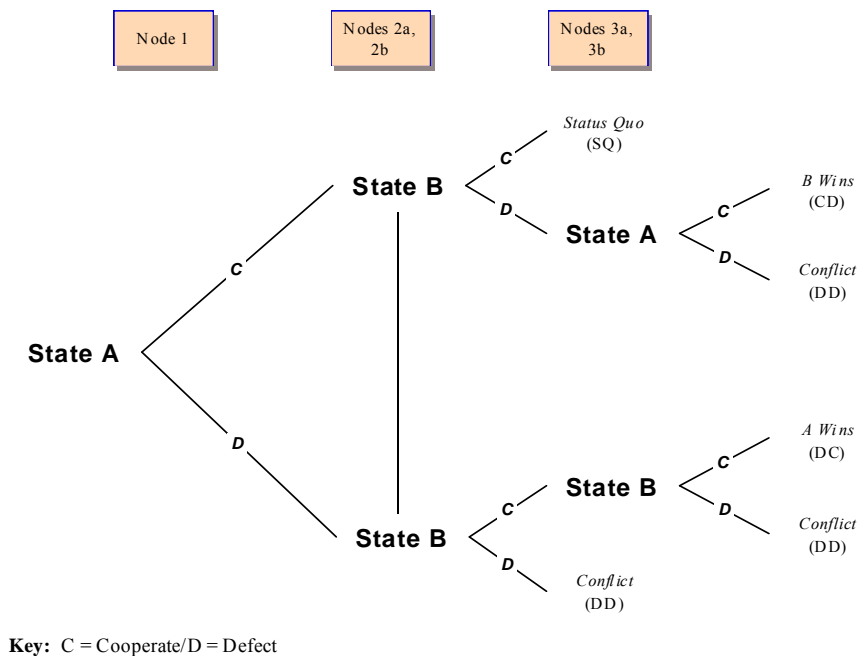 Node 1
Nodes 2a,
2b
Nodes 3a,
3b
Status Quo
(SQ)
C
State B
D
B Wins
(CD)
C
State A
D
Conflict
(DD)
C
State A
D
A Wins
(DC)
C
State B
D
Conflict
(DD)
C
State B
D
Conflict
(DD)
Key: C = Cooperate/D = Defect